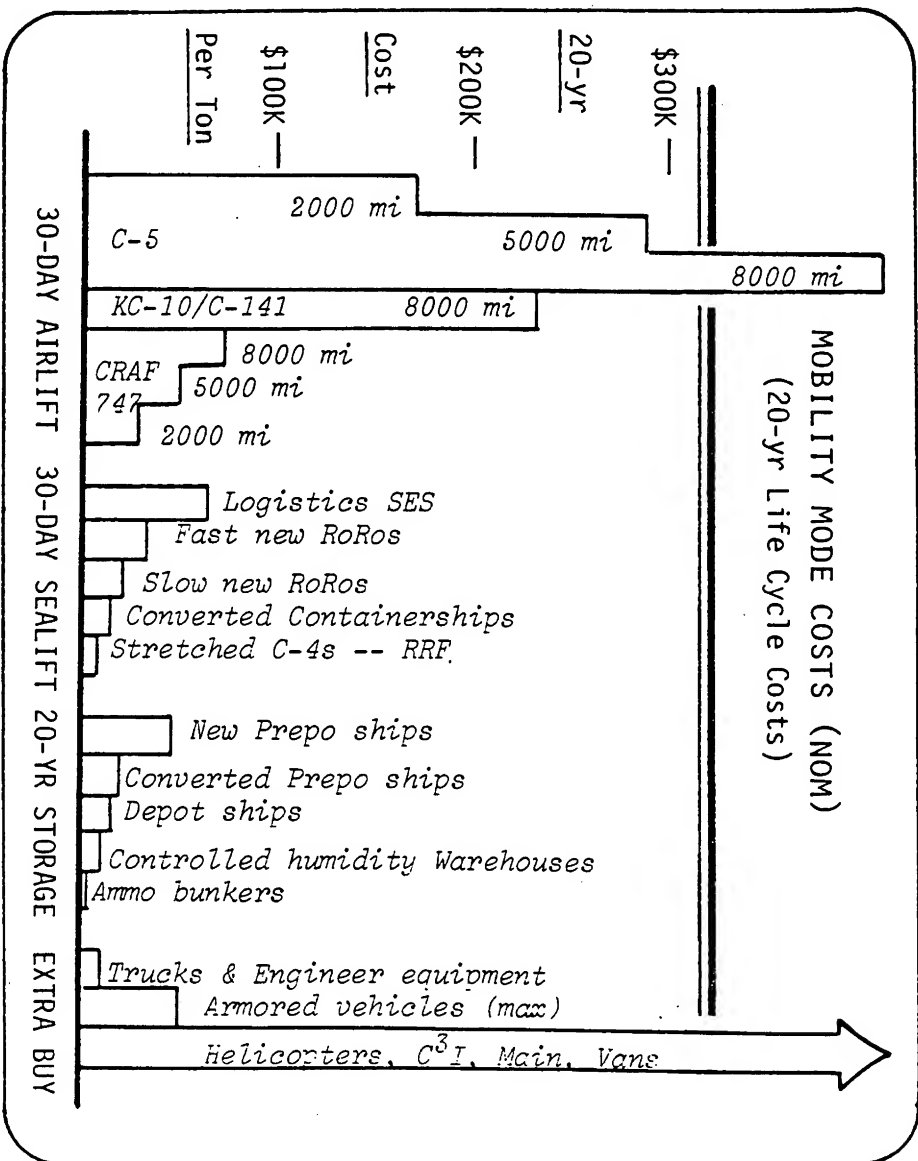 MOBILITY MODE COSTS (NOM)
(20-yr Life Cycle Costs)
$300K
20-yr
$200K
Cost
$100K
Per Ton
2000 mi
C-5
5000 mi
8000 mi
KC-10/C-141
8000 mi
CRAF
747
8000 mi
5000 mi
2000 mi
Logistics SES
Fast new RoRos
Slow new RoRos
Converted Containerships
Stretched C-4s -- RRF
New Prepo ships
Converted Prepo ships
Depot ships
Controlled humidity Warehouses
Ammo bunkers
Trucks & Engineer equipment
Armored vehicles (max)
Helicopters, C³I, Main, Vans
30-DAY AIRLIFT
30-DAY SEALIFT
20-YR STORAGE
EXTRA BUY